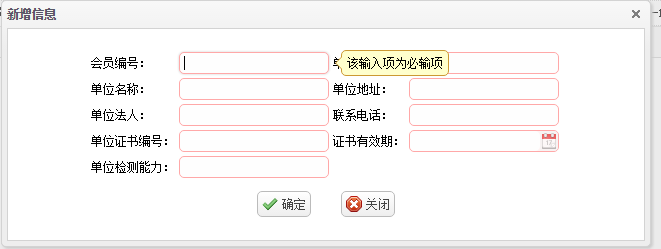 新增信息
会员编号：
该输入项为必输项
单位名称：
单位地址：
单位法人：
联系电话：
单位证书编号：
证书有效期：
12
单位检测能力：
确定
关闭